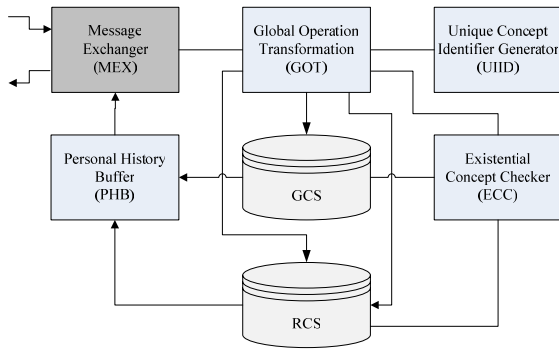 Message
Exchanger
(MEX)
Global Operation
Transformation
(GOT)
Unique Concept
Identifier Generator
(UIID)
Personal History
Buffer
(PHB)
GCS
Existential
Concept Checker
(ECC)
RCS